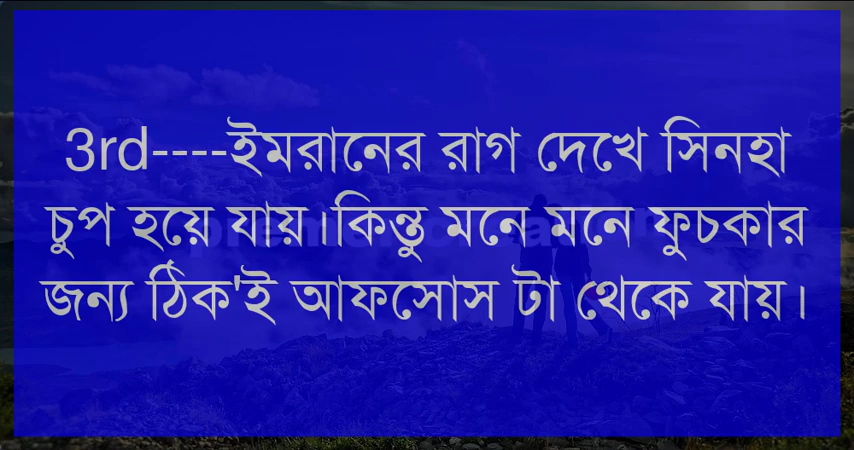 3rd----ইমরানের রাগ দেখে সিনহা
চুপ হয়ে যায়।কিন্তু মনে মনে ফুচকার
জন্য ঠিক'ই আফসোস টা থেকে যায়।